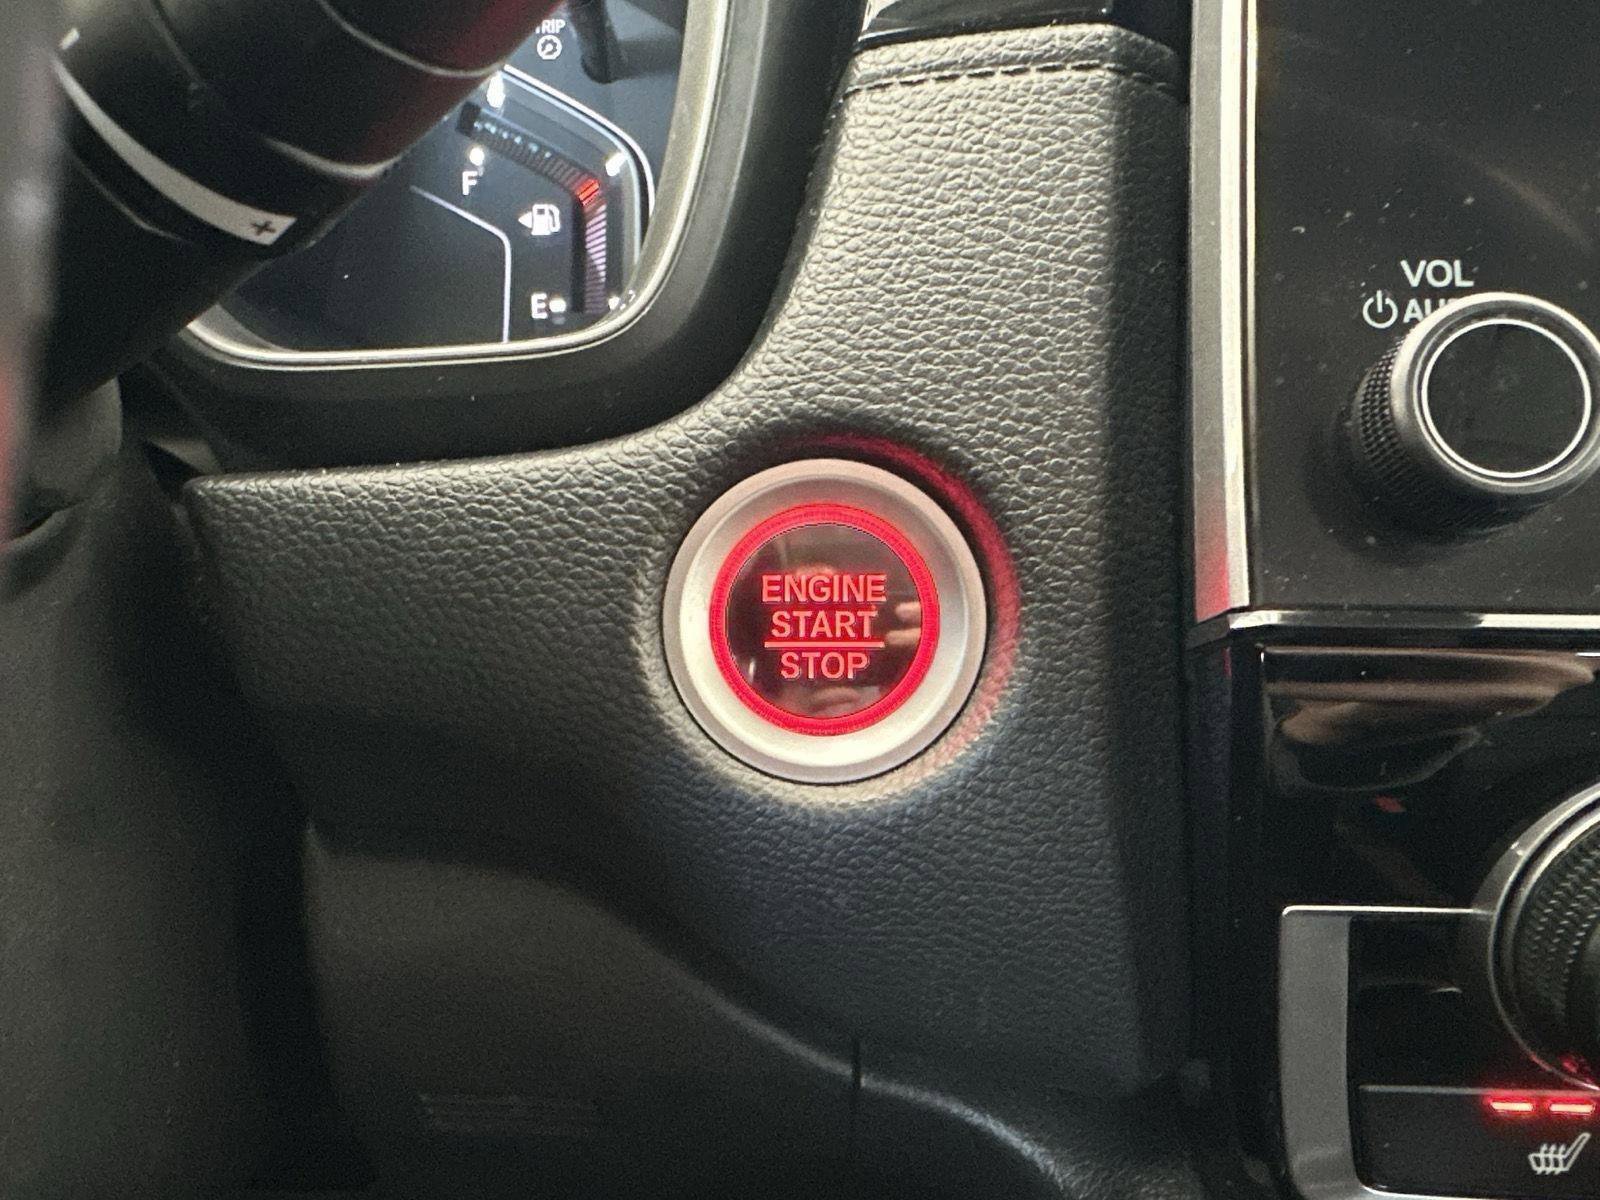 TRIP
F
E
+
VOL
ENGINE
START
STOP